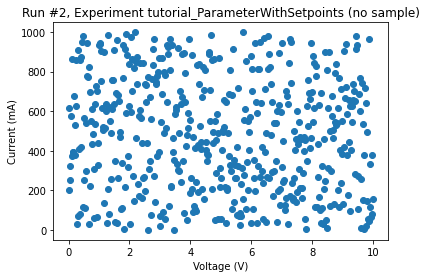 Run #2, Experiment tutorial_ParameterWithSetpoints (no sample)
1000
800
600
400
200
0
Current (mA)
0 2 4 6 8 10
Voltage (V)